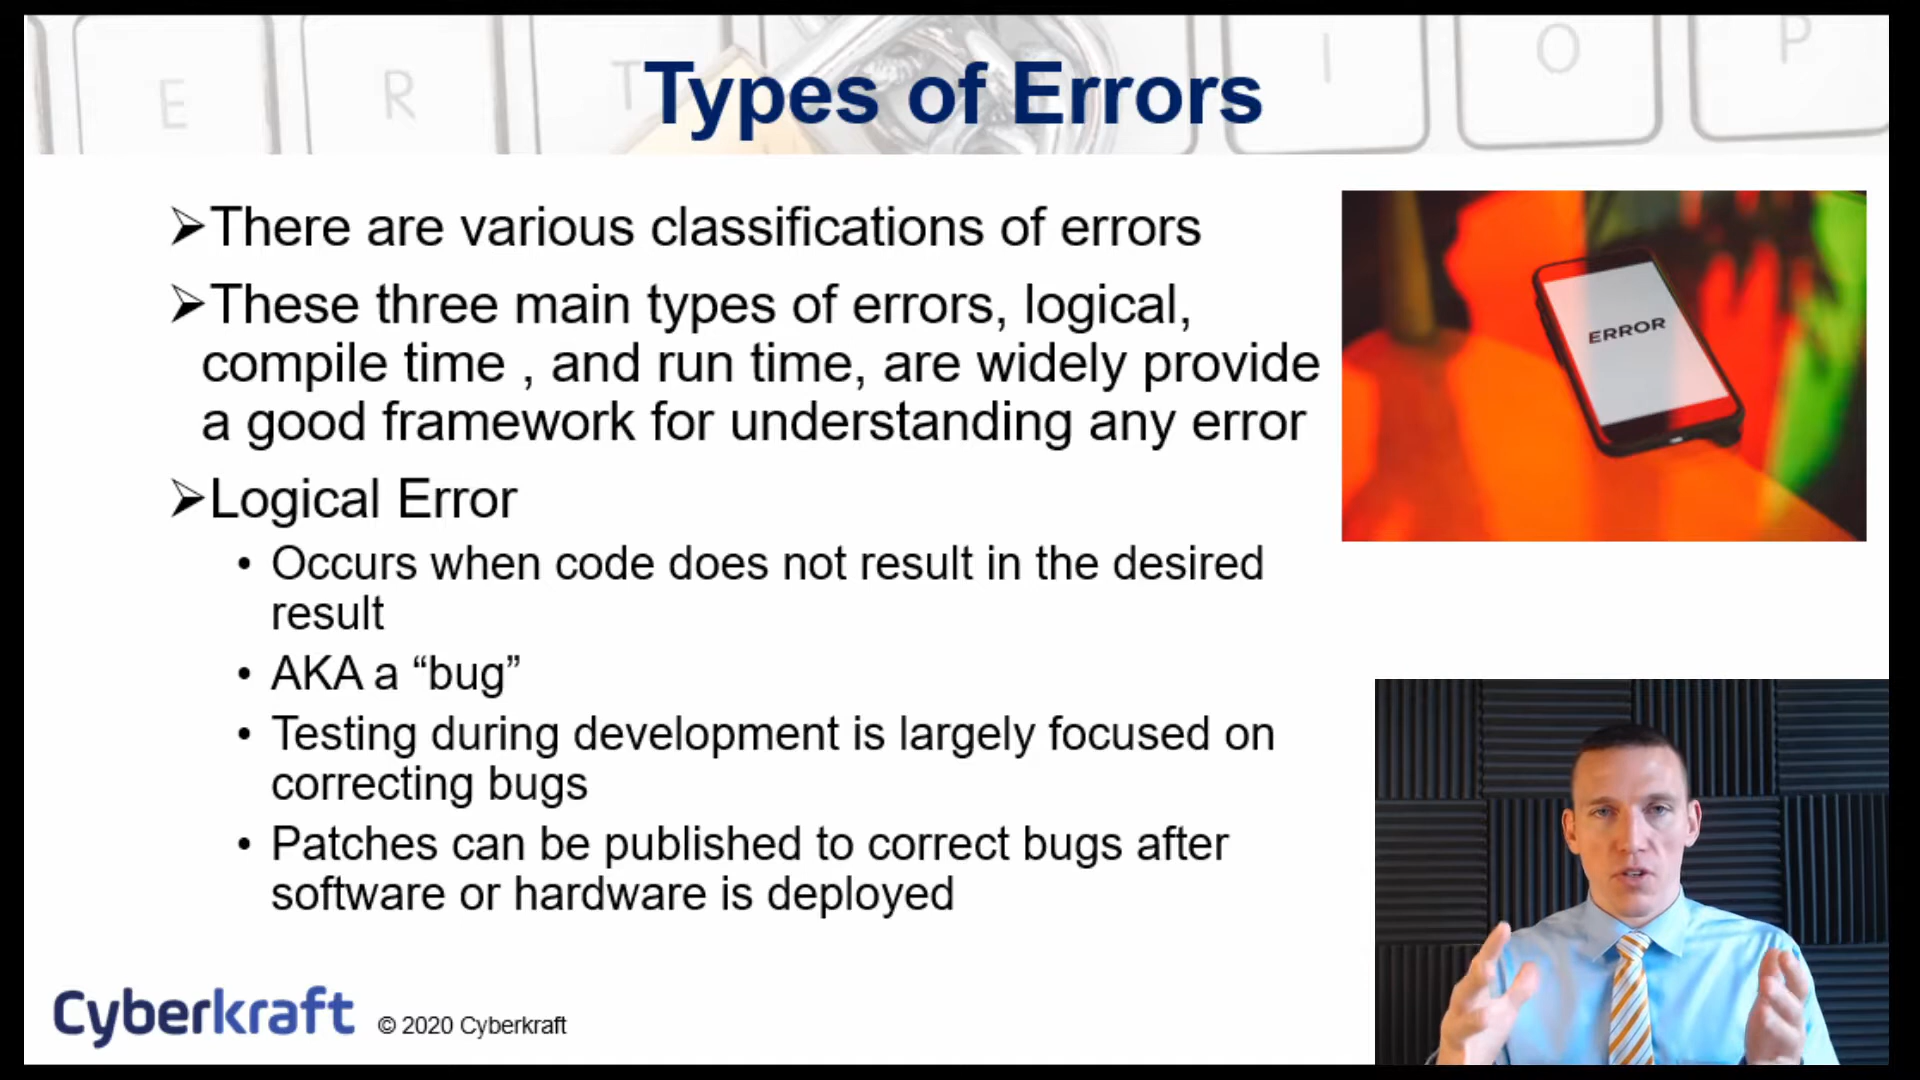 E R T I O P
Types of Errors
➢There are various classifications of errors
➢These three main types of errors, logical,
compile time , and run time, are widely provide
a good framework for understanding any error
ERROR
➢Logical Error
• Occurs when code does not result in the desired
result
• AKA a “bug”
• Testing during development is largely focused on
correcting bugs
• Patches can be published to correct bugs after
software or hardware is deployed
Cyberkraft © 2020 Cyberkraft